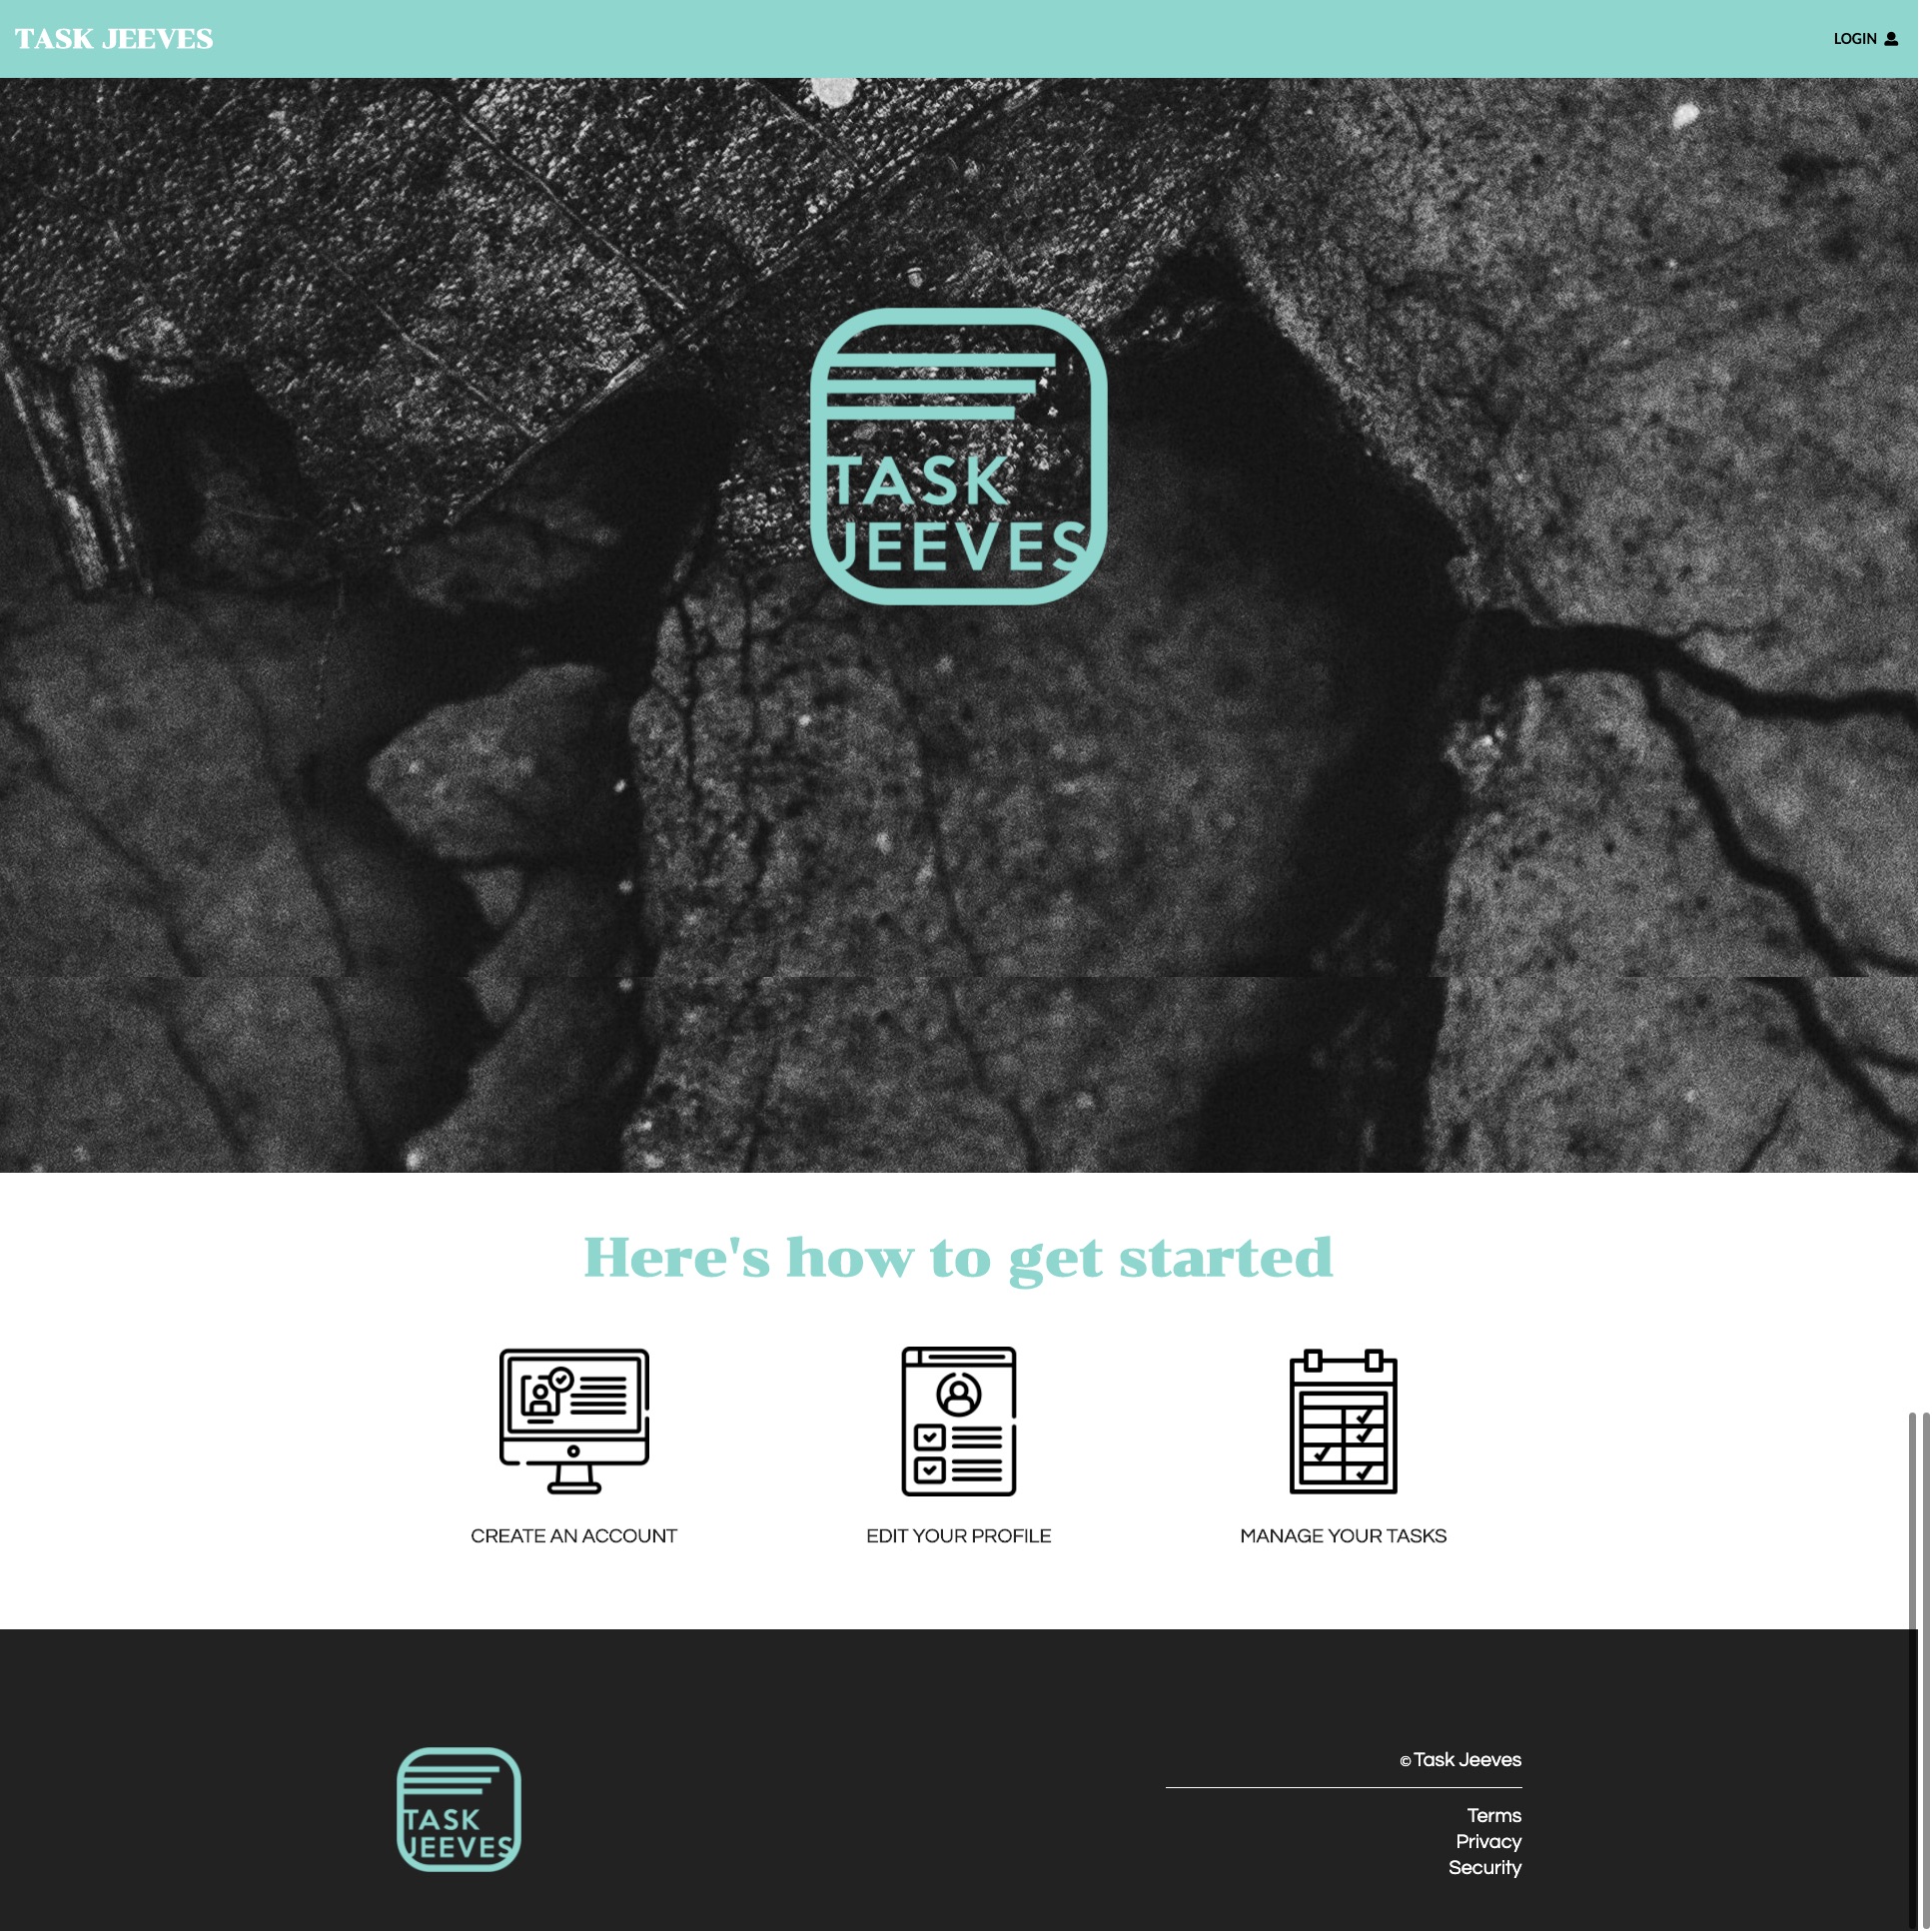 TASK JEEVES
LOGIN
TASK
JEEVES
Here's how to get started
CREATE AN ACCOUNT
EDIT YOUR PROFILE
MANAGE YOUR TASKS
TASK
JEEVES
© Task Jeeves
Terms
Privacy
Security